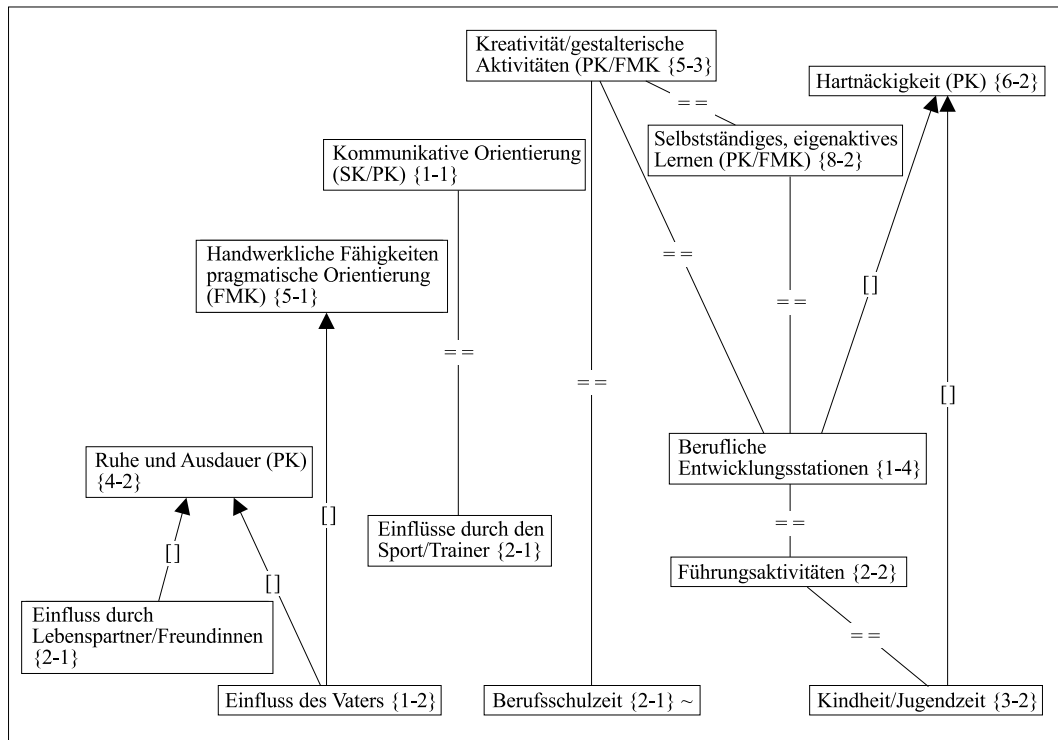 Kreativität/gestalterische
Aktivitäten (PK/FMK {5-3}
Hartnäckigkeit (PK) {6-2}
= =
Selbstständiges, eigenaktives
Lernen (PK/FMK) {8-2}
Kommunikative Orientierung
(SK/PK) {1-1}
Handwerkliche Fähigkeiten
pragmatische Orientierung
(FMK) {5-1}
= =
[ ]
= =
= =
= =
[ ]
Berufliche
Entwicklungsstationen {1-4}
Ruhe und Ausdauer (PK)
{4-2}
[ ]
Einflüsse durch den
Sport/Trainer {2-1}
= =
[ ]
[ ]
Führungsaktivitäten {2-2}
Einfluss durch
Lebenspartner/Freundinnen
{2-1}
= =
Einfluss des Vaters {1-2}
Berufsschulzeit {2-1} ~
Kindheit/Jugendzeit {3-2}